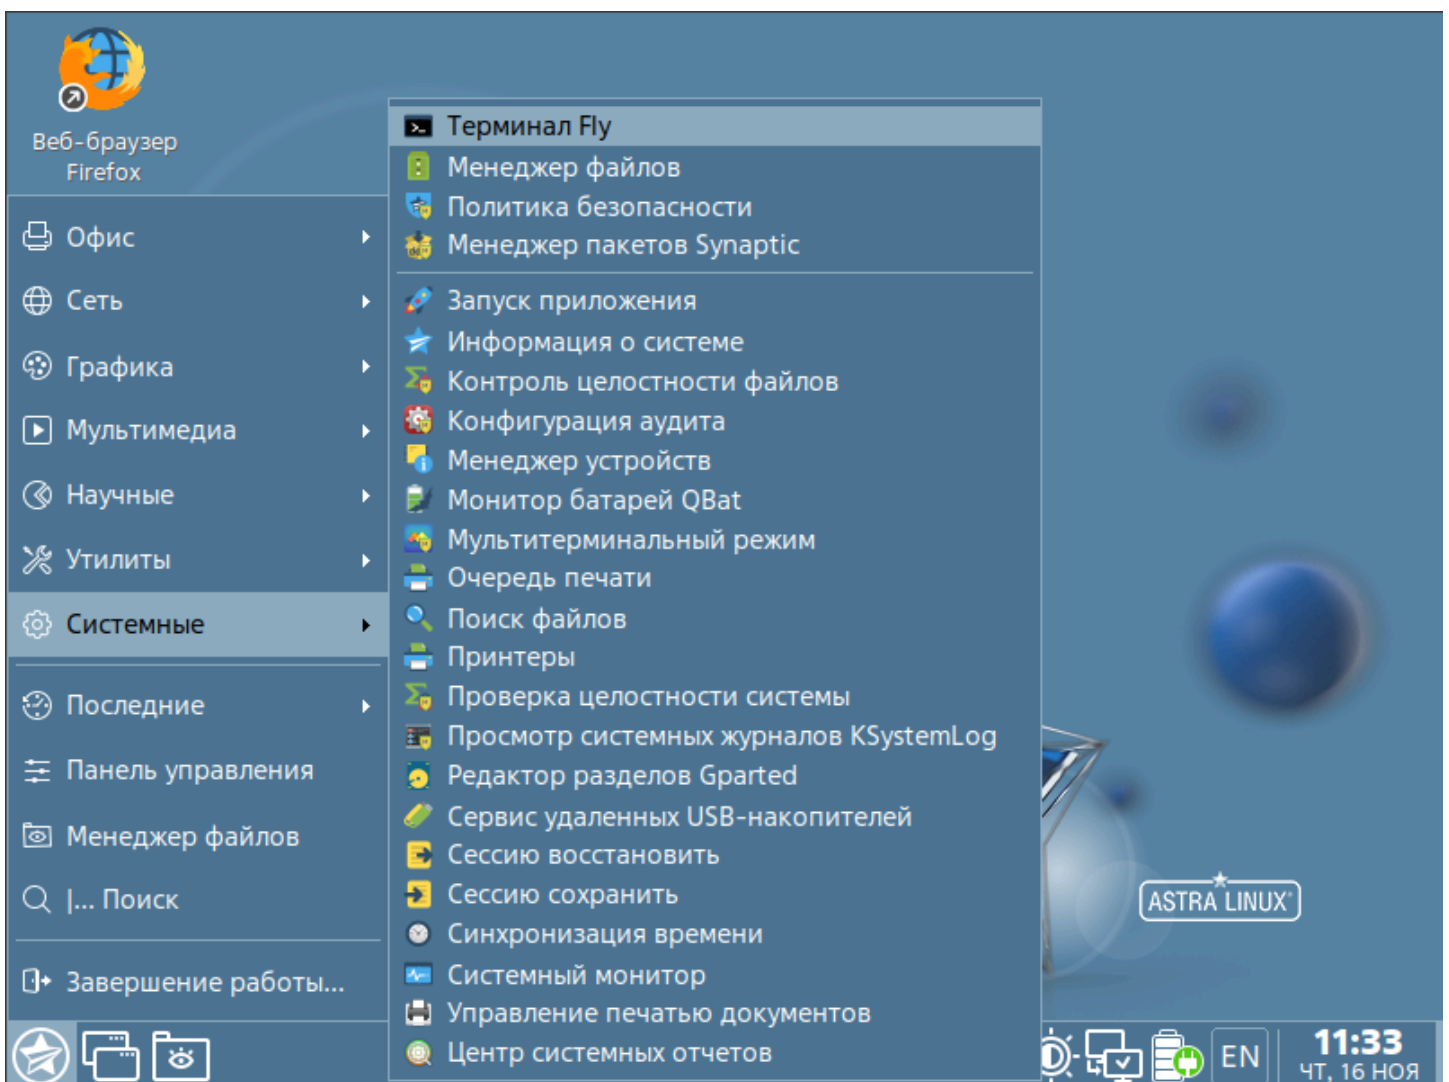 Веб-браузер
Firefox
Офис
Сеть
Графика
Мультимедиа
Научные
Утилиты
Системные
Последние
Панель управления
Менеджер файлов
|... Поиск
Завершение работы...
Терминал Fly
Менеджер файлов
Политика безопасности
Менеджер пакетов Synaptic
Запуск приложения
Информация о системе
Контроль целостности файлов
Конфигурация аудита
Менеджер устройств
Монитор батарей QBat
Мультитерминальный режим
Очередь печати
Поиск файлов
Принтеры
Проверка целостности системы
Просмотр системных журналов KSystemLog
Редактор разделов Gparted
Сервис удаленных USB-накопителей
Сессию восстановить
Сессию сохранить
Синхронизация времени
Системный монитор
Управление печатью документов
Центр системных отчетов
ASTRA LINUX
EN
11:33
ЧТ, 16 НОЯ